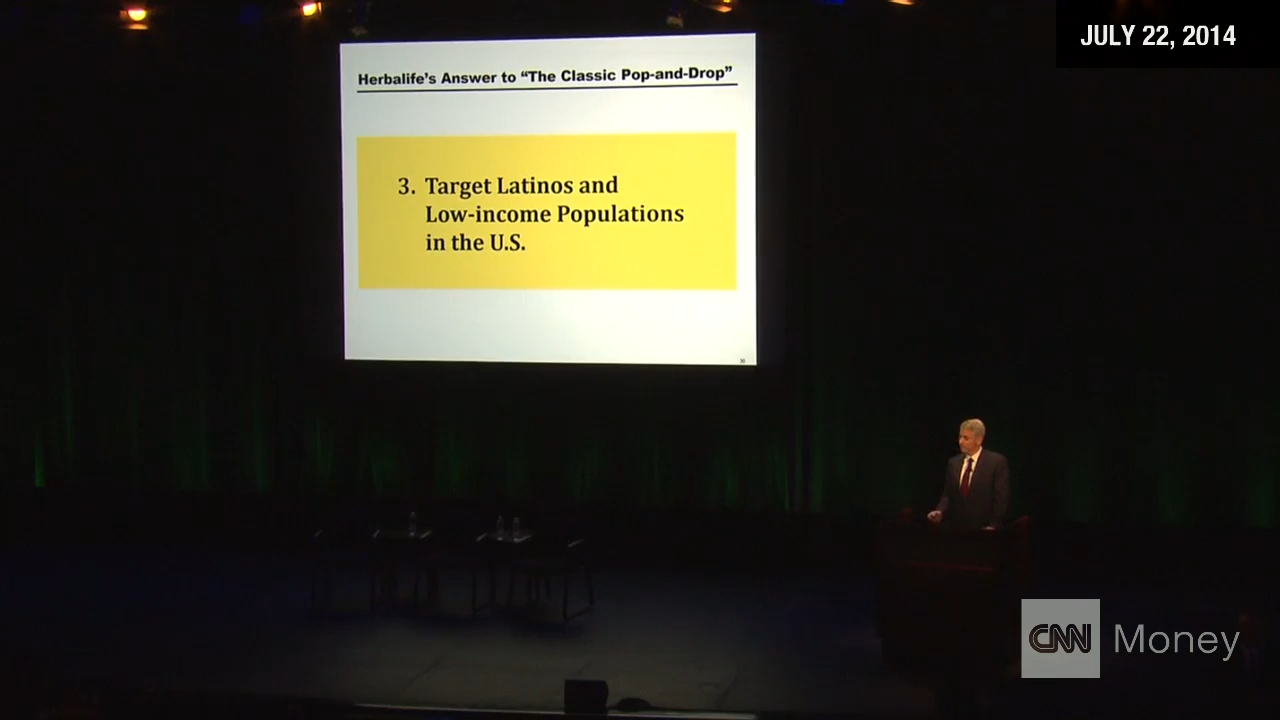 JULY 22, 2014
Herbalife's Answer to "The Classic Pop-and-Drop"
3. Target Latinos and
Low-income Populations
in the U.S.
30
CNN Money